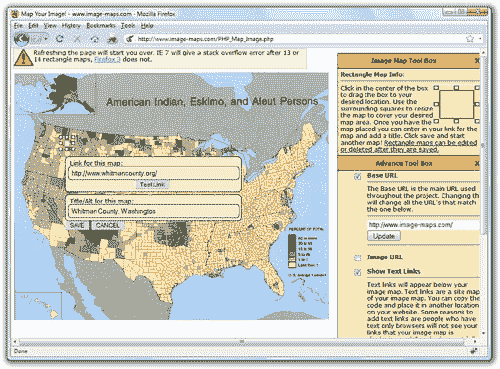 Map Your Image! - www.image-maps.com - Mozilla Firefox
File Edit View History Bookmarks Tools Help
http://www.image-maps.com/PHP_Map_Image.php
Refreshing the page will start you over. IE 7 will give a stack overflow error after 13 or
14 rectangle maps, Firefox 3 does not.
American Indian, Eskimo, and Aleut Persons
Link for this map:
http://www.whitmancounty.org/
Test Link
Title/Alt for this map:
Whitman County, Washington
SAVE CANCEL
PERCENT OF TOTAL
Image Map Tool Box X
Rectangle Map Info:
Click in the center of the box
to drag the box to your
desired location. Use the
surrounding squares to resize
the map to cover your desired
map area. Once you have the
map placed you can enter in your link for
the map and add a title. Click save and start
another map! Rectangle maps can be edited
or deleted after they are saved.
Advance Tool Box X
Base URL
The Base URL is the main URL used
throughout the project. Changing this
will change all the URL's that match
the one below.
http://www.image-maps.com/
Update
Image URL
Show Text Links
Text links will appear below your
image map. Text links are a site map
of your image map. You can copy
the code and place it in another location
on your website. Some reasons to
add text links are people who have
text only browsers will not see your
links that your image map is
Done